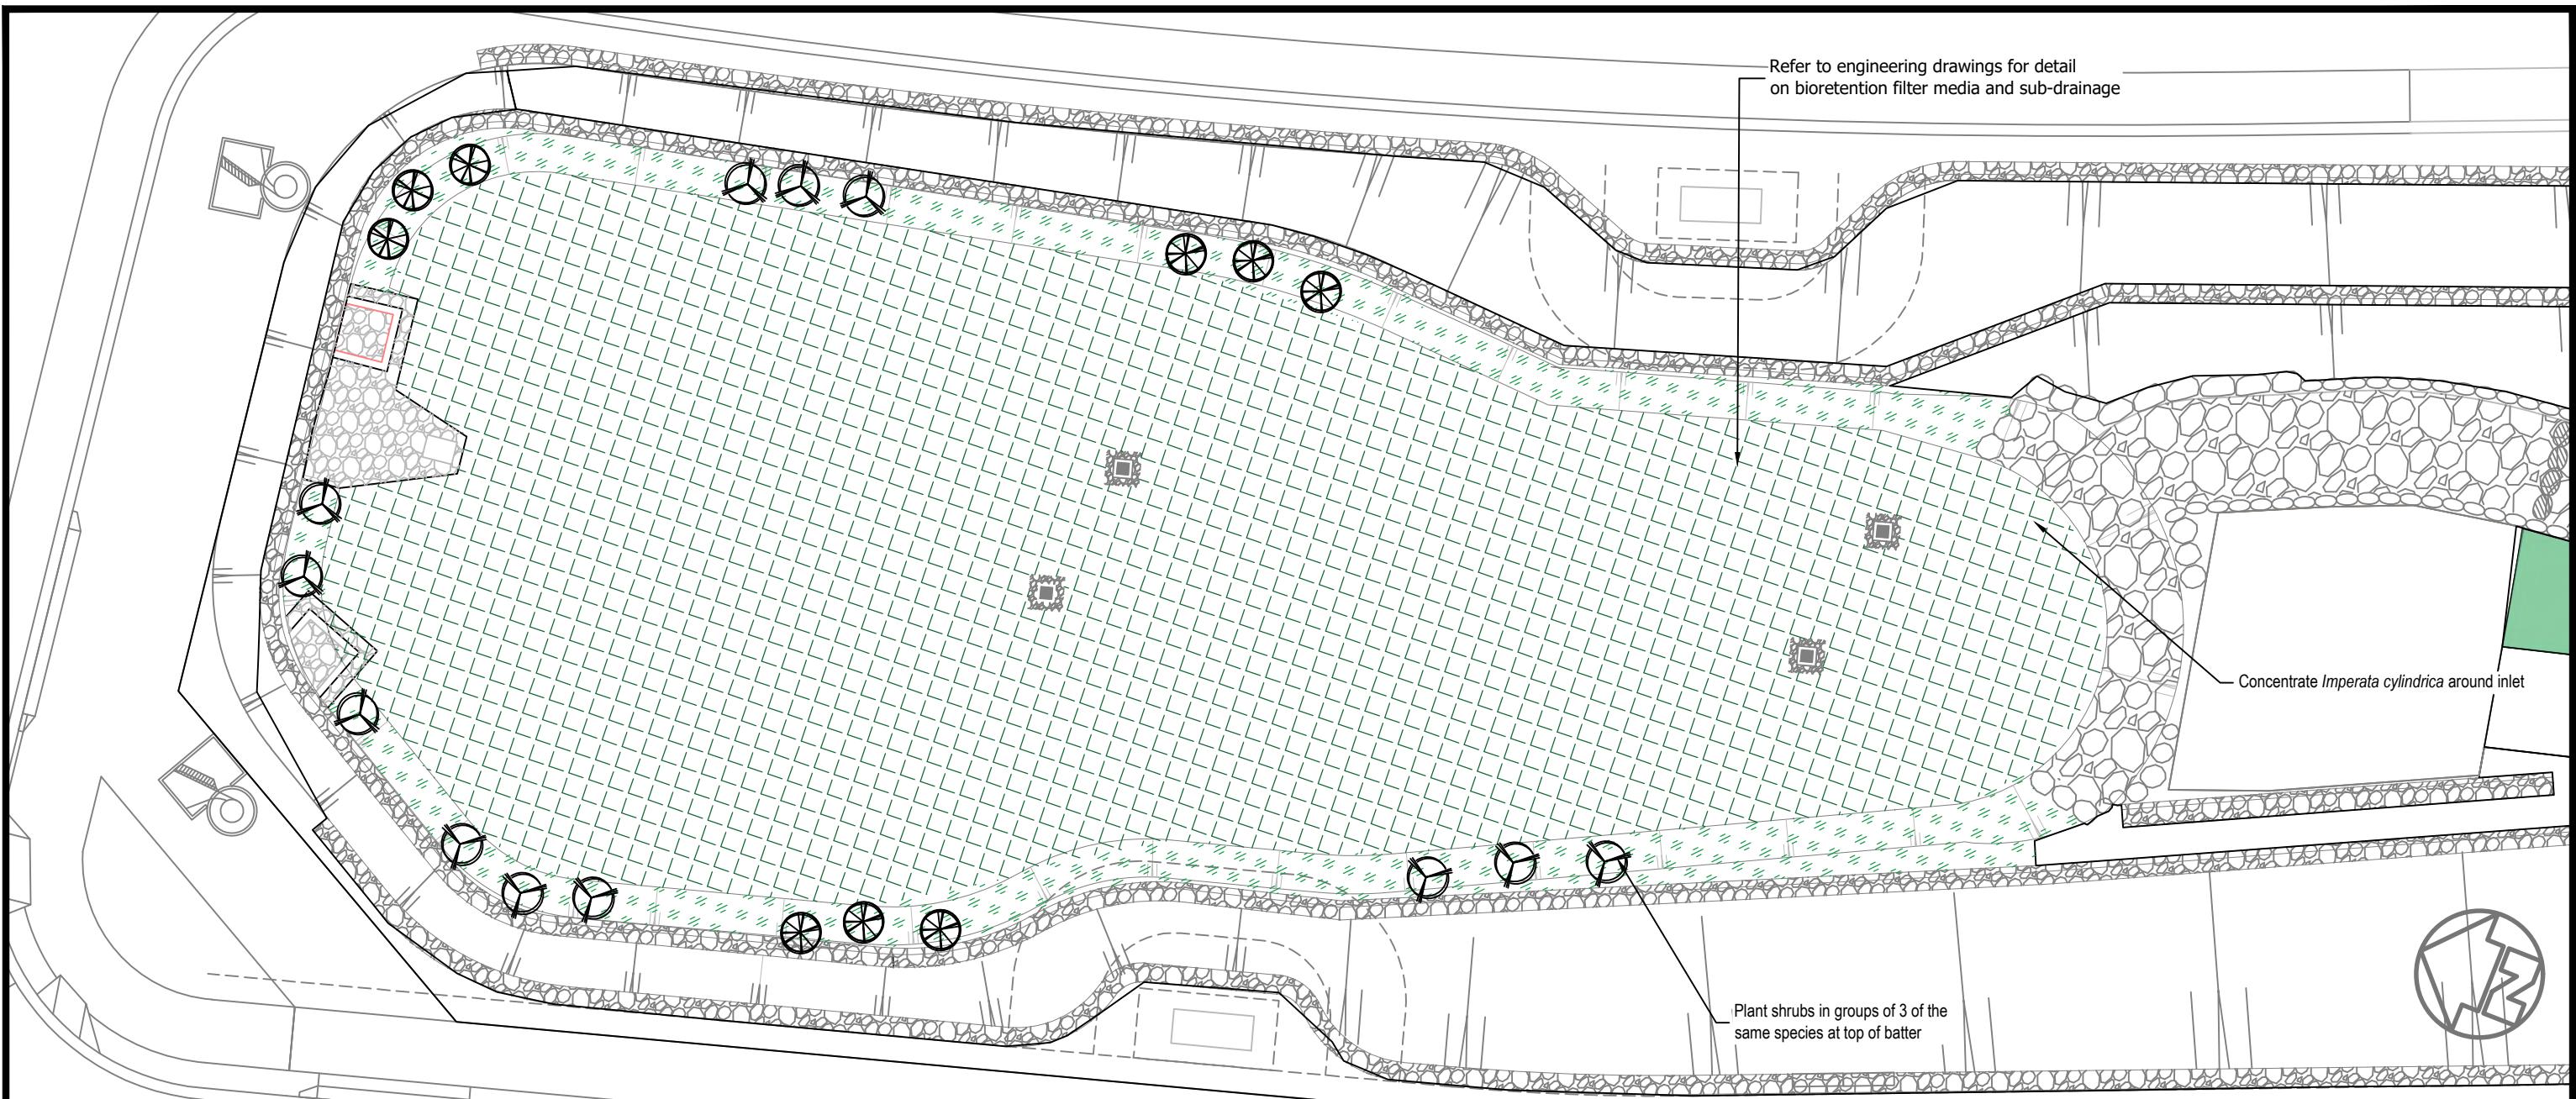 Refer to engineering drawings for detail
on bioretention filter media and sub-drainage
Concentrate Imperata cylindrica around inlet
Plant shrubs in groups of 3 of the
same species at top of batter